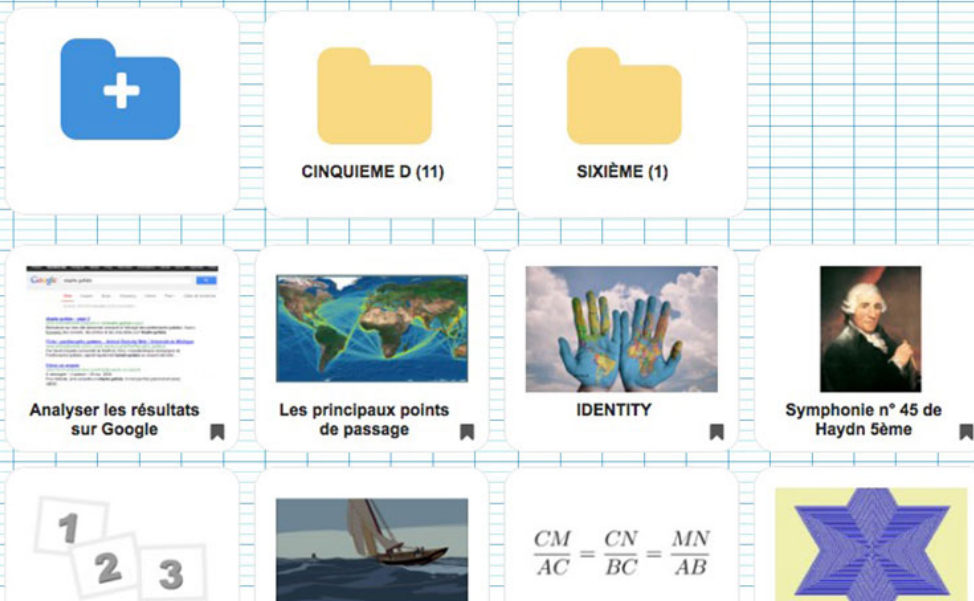 CINQUIEME D (11)
SIXIÈME (1)
Google
Analyser les résultats
sur Google
Les principaux points
de passage
IDENTITY
Symphonie n° 45 de
Haydn 5ème
1
2
3
CM/AC = CN/BC = MN/AB